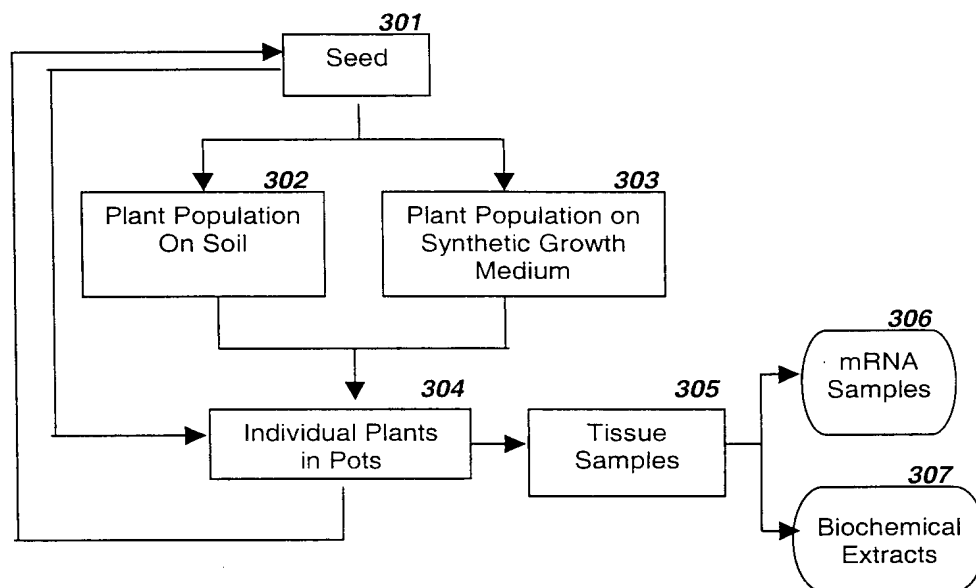 301
Seed
302
Plant Population
On Soil
303
Plant Population on
Synthetic Growth
Medium
304
Individual Plants
in Pots
305
Tissue
Samples
306
mRNA
Samples
307
Biochemical
Extracts